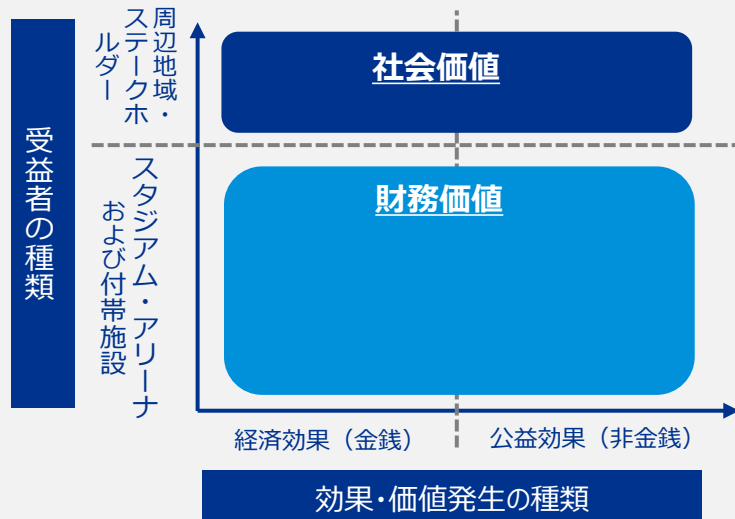 受益者の種類
周辺地域・
ステークホ
ルダー
スタジアム・アリーナ
および付帯施設
社会価値
財務価値
経済効果（金銭）
公益効果（非金銭）
効果・価値発生の種類